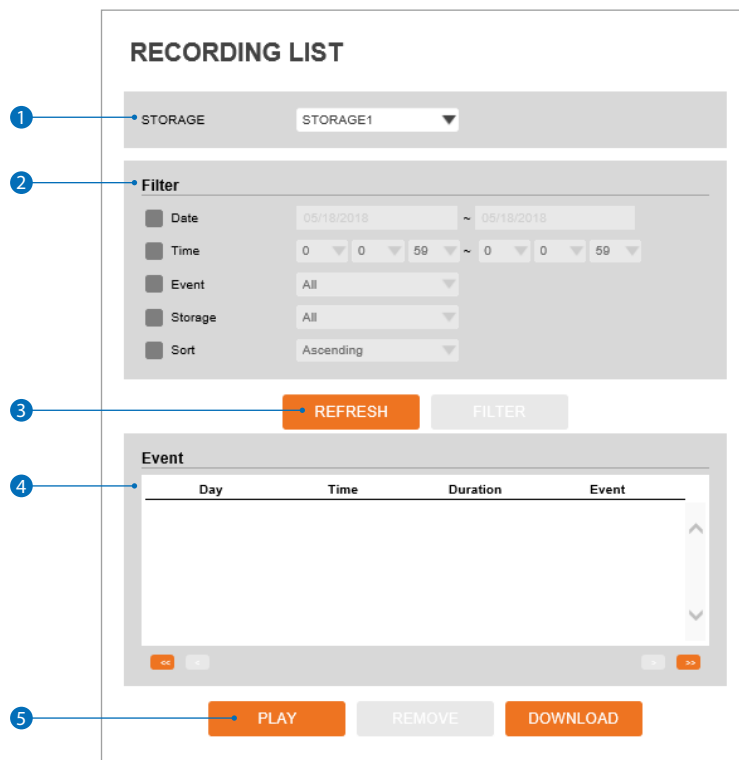 RECORDING LIST
1 STORAGE STORAGE1
2 Filter
Date 05/18/2018 ~ 05/18/2018
Time 0 0 59 ~ 0 0 59
Event All
Storage All
Sort Ascending
3 REFRESH FILTER
Event
4 Day Time Duration Event
<< < > >>
5 PLAY REMOVE DOWNLOAD